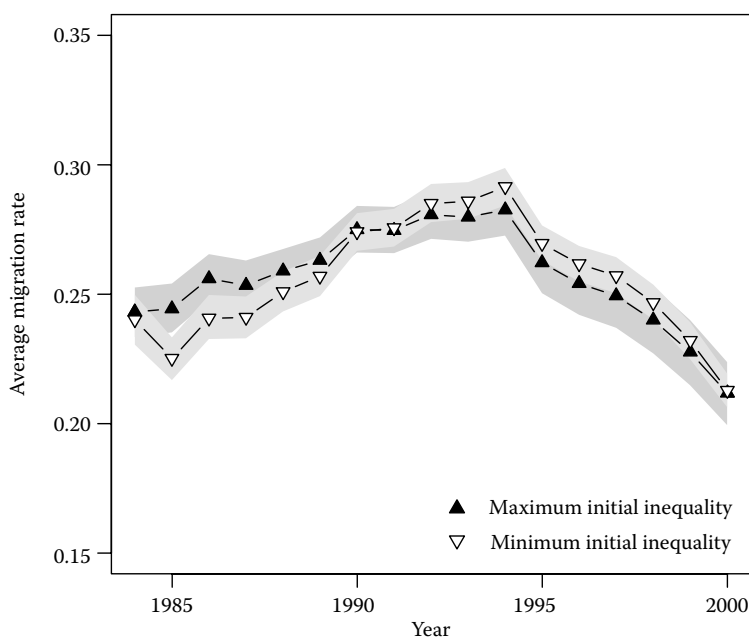 0.35
0.30
0.25
0.20
0.15
Average migration rate
Maximum initial inequality
Minimum initial inequality
1985 1990 1995 2000
Year